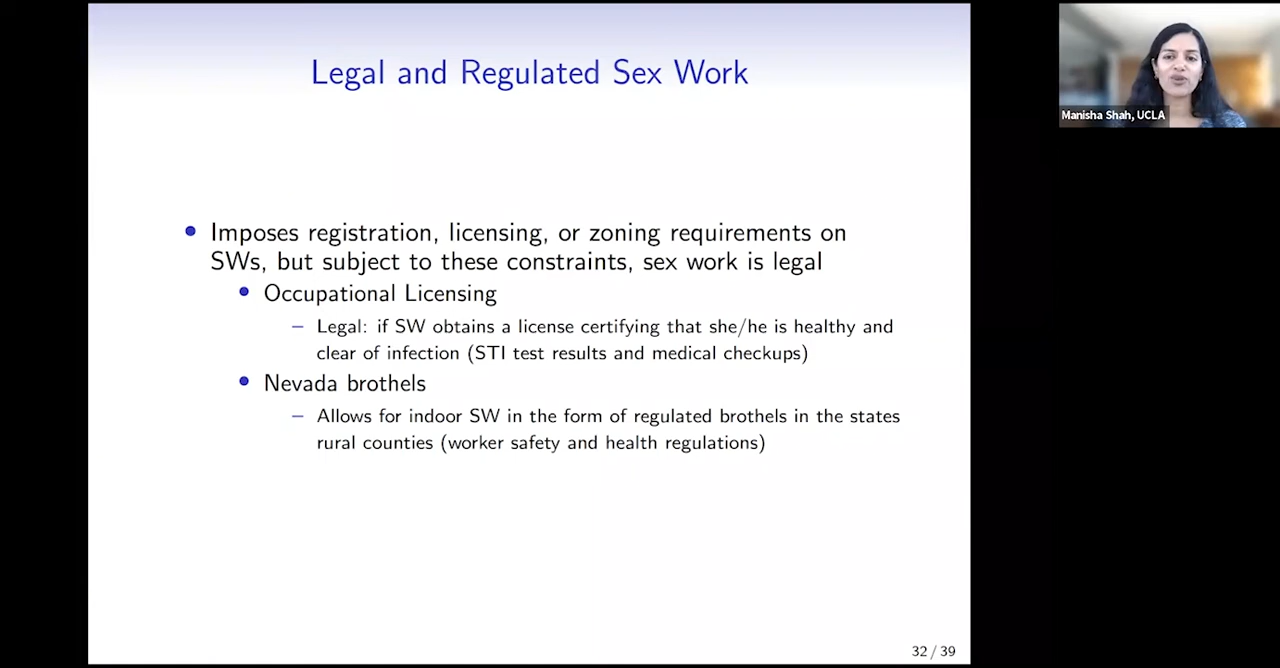 Legal and Regulated Sex Work
Manisha Shah, UCLA
• Imposes registration, licensing, or zoning requirements on
SWs, but subject to these constraints, sex work is legal
• Occupational Licensing
– Legal: if SW obtains a license certifying that she/he is healthy and
clear of infection (STI test results and medical checkups)
• Nevada brothels
– Allows for indoor SW in the form of regulated brothels in the states
rural counties (worker safety and health regulations)
32 / 39